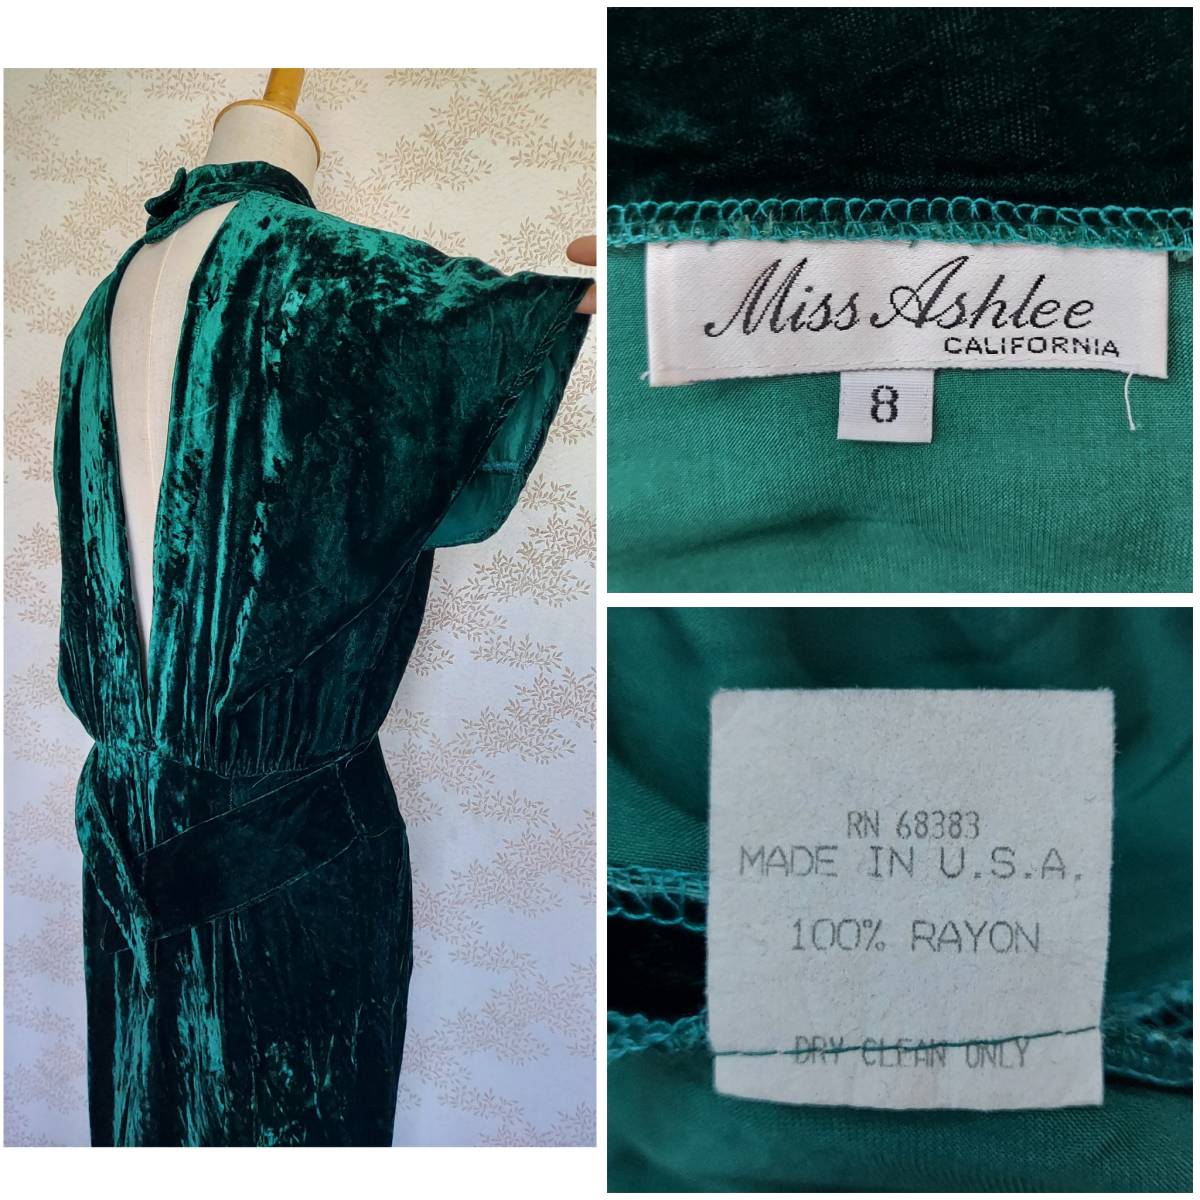 Miss Ashlee
CALIFORNIA
8
RN 68383
MADE IN U.S.A.
100% RAYON
DRY CLEAN ONLY